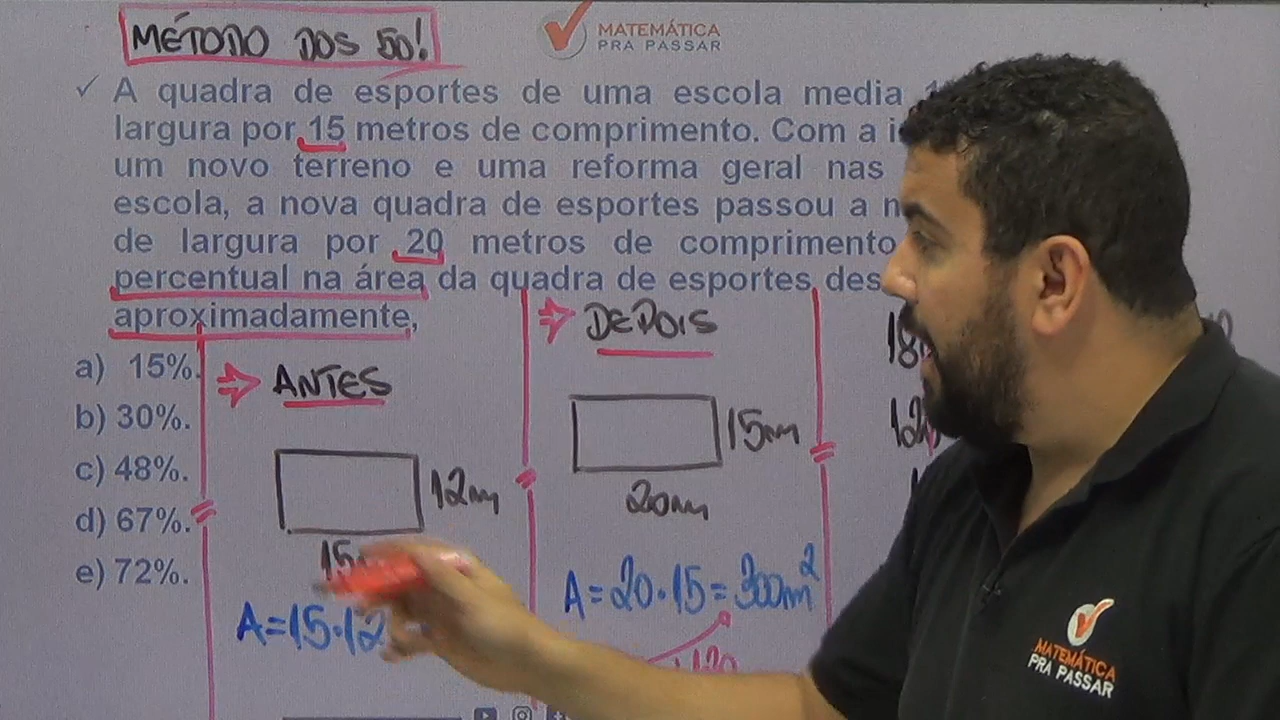 MÉTODO DOS 50!
MATEMÁTICA
PRA PASSAR
✓ A quadra de esportes de uma escola media
largura por 15 metros de comprimento. Com a
um novo terreno e uma reforma geral nas
escola, a nova quadra de esportes passou a
de largura por 20 metros de comprimento
percentual na área da quadra de esportes
aproximadamente,
a) 15%.
b) 30%.
c) 48%.
d) 67%.
e) 72%.
⇒ ANTES
12m
A=15·12
⇒ DEPOIS
15m
20m
A=20·15=300m²
+120
MATEMÁTICA
PRA PASSAR